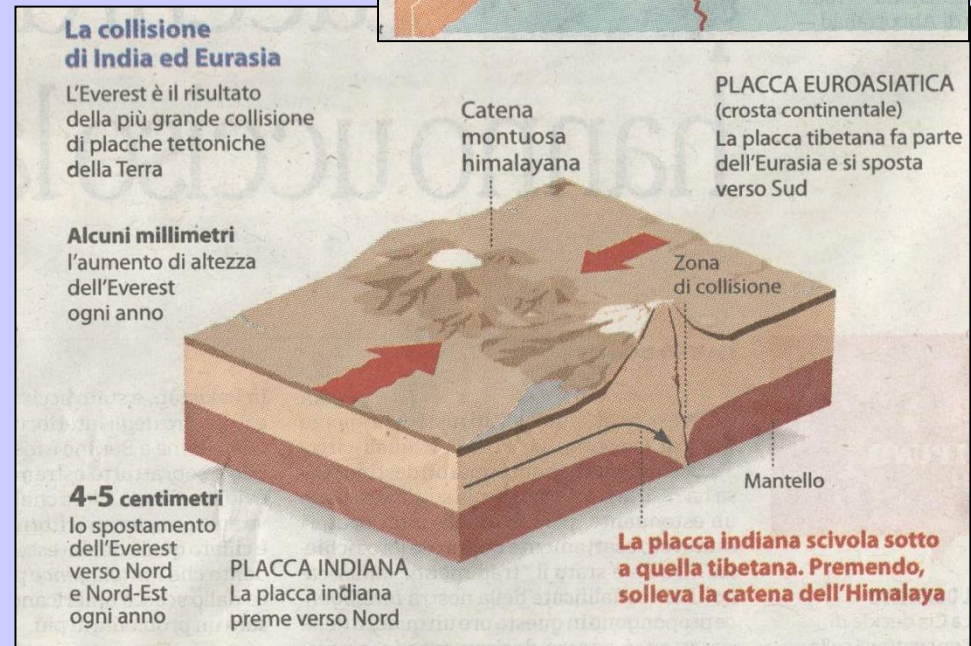 La collisione
di India ed Eurasia
L'Everest è il risultato
della più grande collisione
di placche tettoniche
della Terra
Alcuni millimetri
l'aumento di altezza
dell'Everest
ogni anno
4-5 centimetri
lo spostamento
dell'Everest
verso Nord
e Nord-Est
ogni anno
Catena
montuosa
himalayana
PLACCA EUROASIATICA
(crosta continentale)
La placca tibetana fa parte
dell'Eurasia e si sposta
verso Sud
Zona
di collisione
Mantello
PLACCA INDIANA
La placca indiana
preme verso Nord
La placca indiana scivola sotto
a quella tibetana. Premendo,
solleva la catena dell'Himalaya